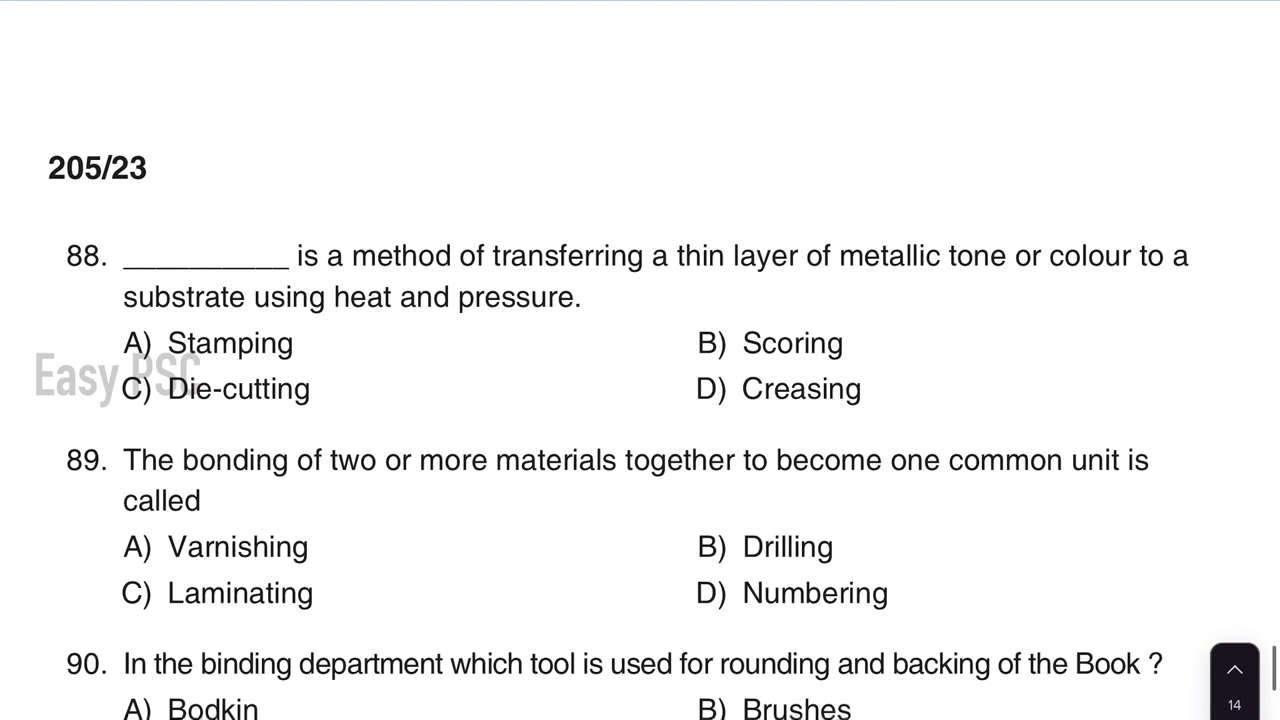 205/23
88. __________ is a method of transferring a thin layer of metallic tone or colour to a
substrate using heat and pressure.
A) Stamping B) Scoring
Easy PSC
C) Die-cutting D) Creasing
89. The bonding of two or more materials together to become one common unit is
called
A) Varnishing B) Drilling
C) Laminating D) Numbering
90. In the binding department which tool is used for rounding and backing of the Book ?
A) Bodkin B) Brushes
14